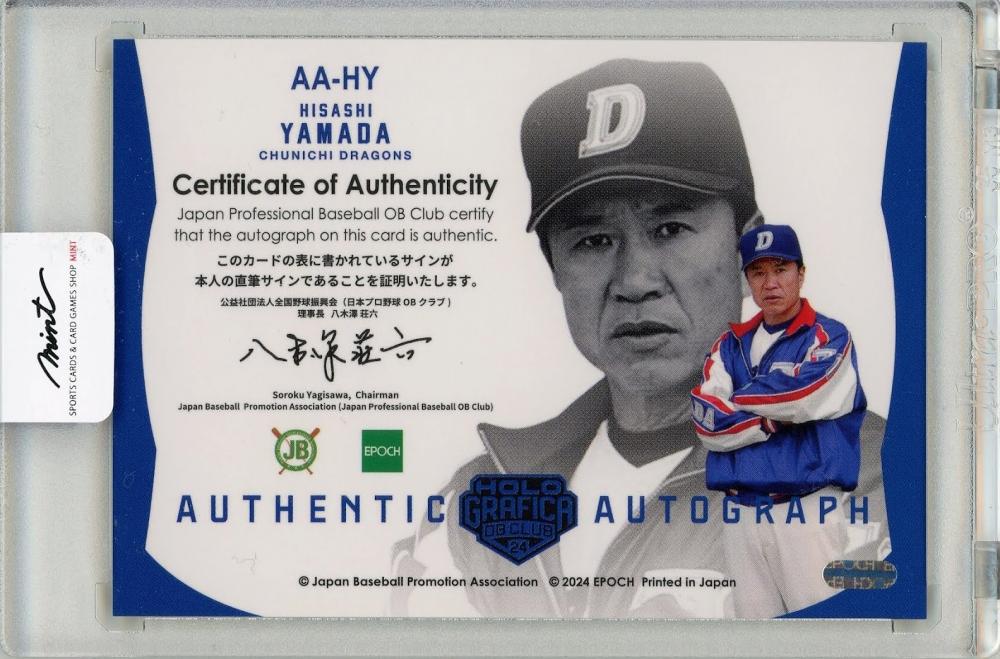 AA-HY
HISASHI
YAMADA
CHUNICHI DRAGONS
Certificate of Authenticity
Japan Professional Baseball OB Club certify
that the autograph on this card is authentic.
このカードの表に書かれているサインが
本人の直筆サインであることを証明いたします。
公益社団法人全国野球振興会(日本プロ野球 OB クラブ)
理事長 八木澤 荘六
八木澤荘六
Soroku Yagisawa, Chairman
Japan Baseball Promotion Association (Japan Professional Baseball OB Club)
JB
EPOCH
AUTHENTIC
HOLO
GRAFICA
OB CLUB
24
AUTOGRAPH
© Japan Baseball Promotion Association © 2024 EPOCH Printed in Japan
D
D
mint
SPORTS CARDS & CARD GAMES SHOP MINT